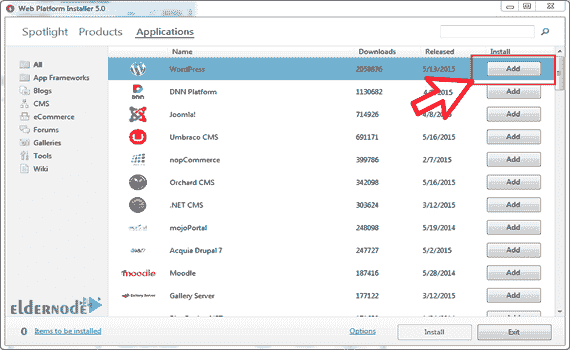 Web Platform Installer 5.0
Spotlight Products Applications
Name Downloads Released Install
All
App Frameworks
Blogs
CMS
eCommerce
Forums
Galleries
Tools
Wiki
WordPress 2059876 5/13/2015 Add
DNN Platform 1130682 2015 Add
Joomla! 714926 4/8/2015 Add
Umbraco CMS 691171 5/16/2015 Add
nopCommerce 399786 2/7/2015 Add
Orchard CMS 342098 5/16/2015 Add
.NET CMS 303624 3/12/2015 Add
mojoPortal 248098 5/19/2014 Add
Acquia Drupal 7 247727 5/2/2015 Add
moodle Moodle 187416 5/28/2014 Add
Gallery Server Gallery Server 177122 3/12/2015 Add
eldernode
0 Items to be installed Options Install Exit